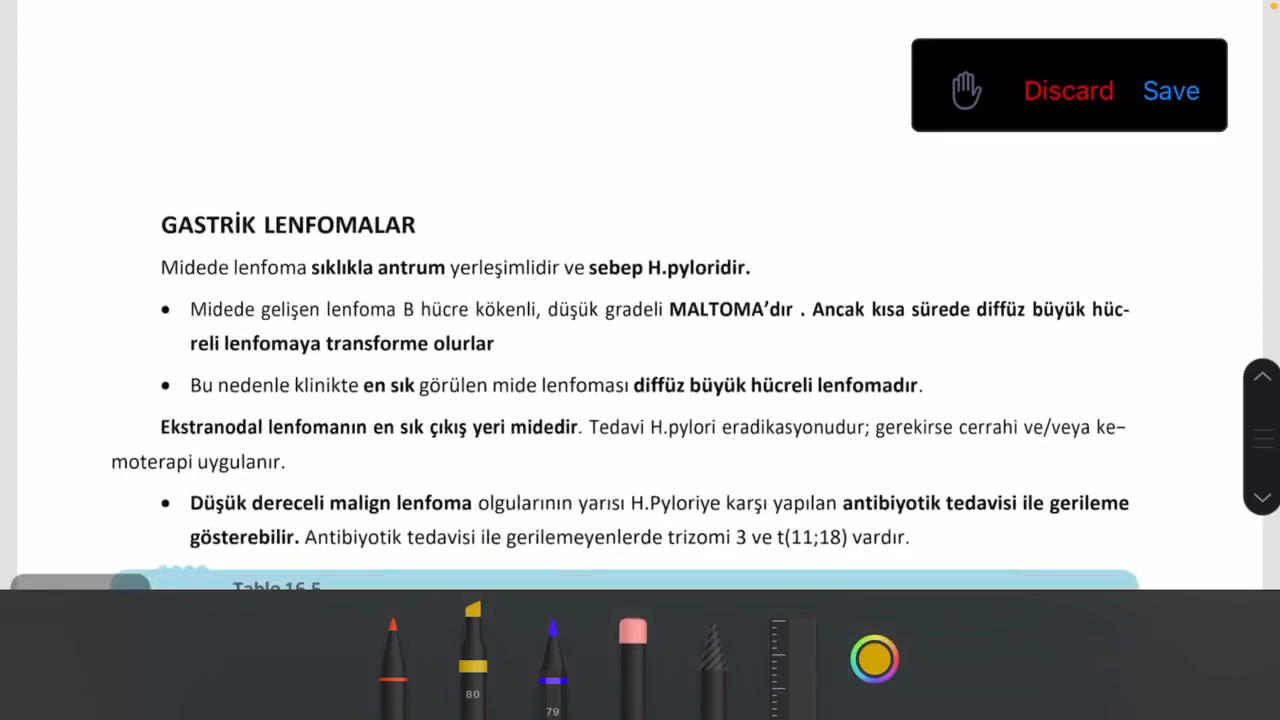 Discard Save
GASTRİK LENFOMALAR
Midede lenfoma sıklıkla antrum yerleşimlidir ve sebep H.pyloridir.
• Midede gelişen lenfoma B hücre kökenli, düşük gradeli MALTOMA’dır . Ancak kısa sürede diffüz büyük hüc-
reli lenfomaya transforme olurlar
• Bu nedenle klinikte en sık görülen mide lenfoması diffüz büyük hücreli lenfomadır.
Ekstranodal lenfomanın en sık çıkış yeri midedir. Tedavi H.pylori eradikasyonudur; gerekirse cerrahi ve/veya ke–
moterapi uygulanır.
• Düşük dereceli malign lenfoma olgularının yarısı H.Pyloriye karşı yapılan antibiyotik tedavisi ile gerileme
gösterebilir. Antibiyotik tedavisi ile gerilemeyenlerde trizomi 3 ve t(11;18) vardır.
Tablo 16.5
80
79